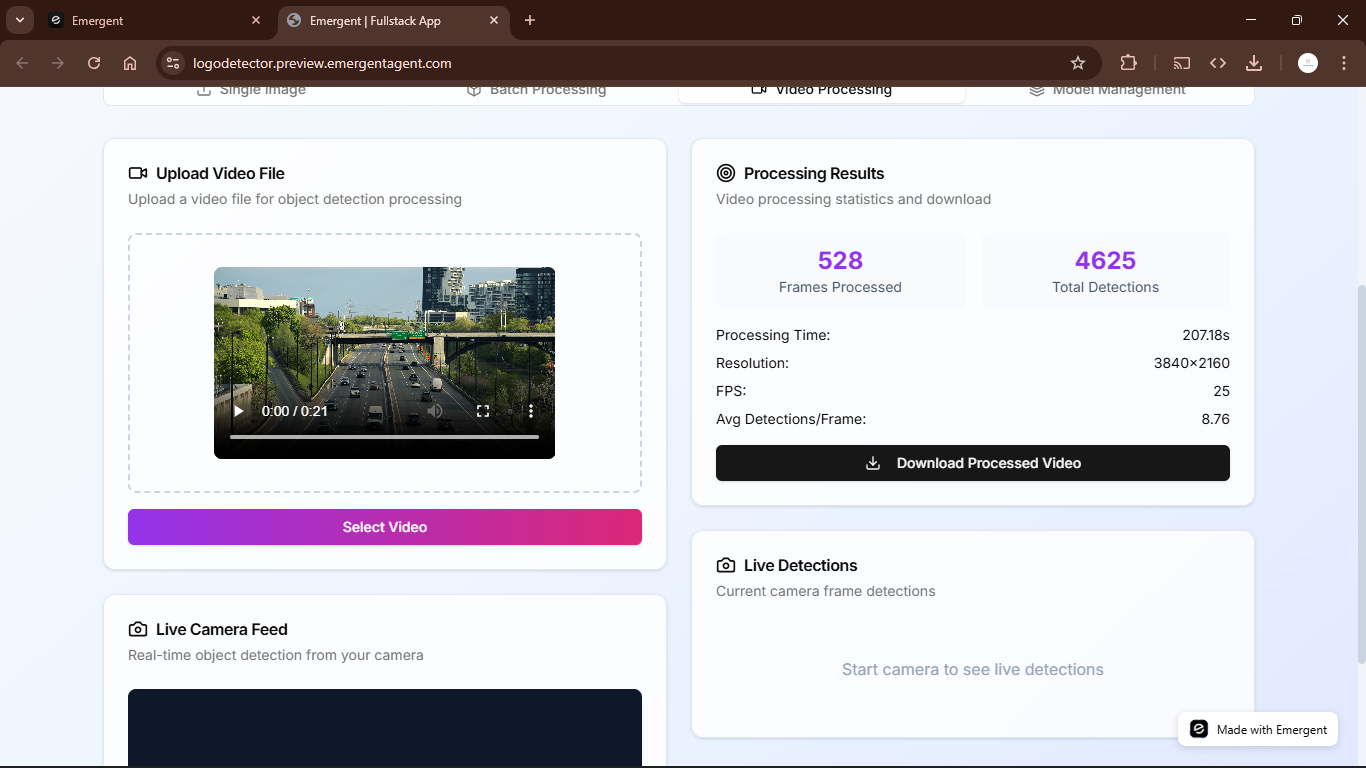 Emergent
Emergent | Fullstack App
logodetector.preview.emergentagent.com
Single Image
Batch Processing
Video Processing
Model Management
Upload Video File
Upload a video file for object detection processing
0:00 / 0:21
Select Video
Live Camera Feed
Real-time object detection from your camera
Processing Results
Video processing statistics and download
528
Frames Processed
4625
Total Detections
Processing Time: 207.18s
Resolution: 3840×2160
FPS: 25
Avg Detections/Frame: 8.76
Download Processed Video
Live Detections
Current camera frame detections
Start camera to see live detections
Made with Emergent